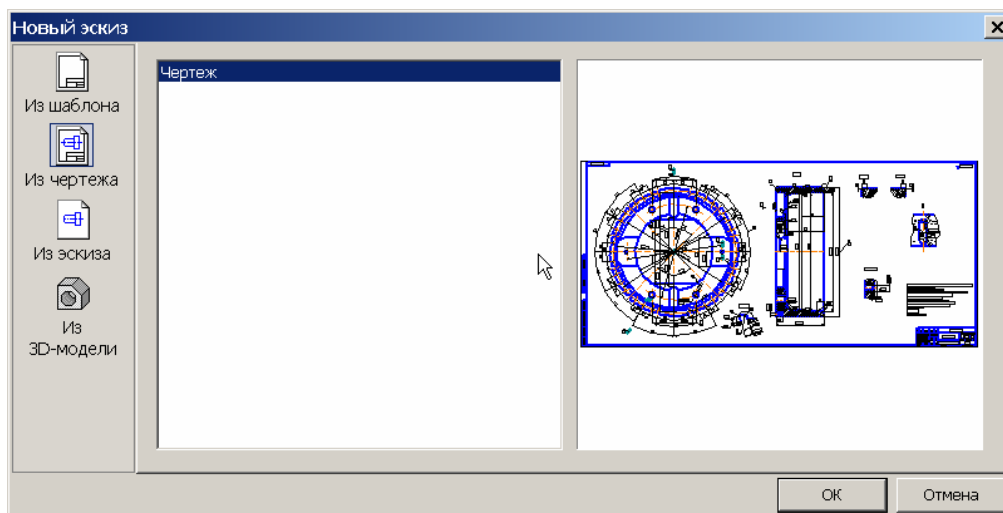 Новый эскиз
Из шаблона
Из чертежа
Из эскиза
Из
3D-модели
Чертеж
ОК
Отмена